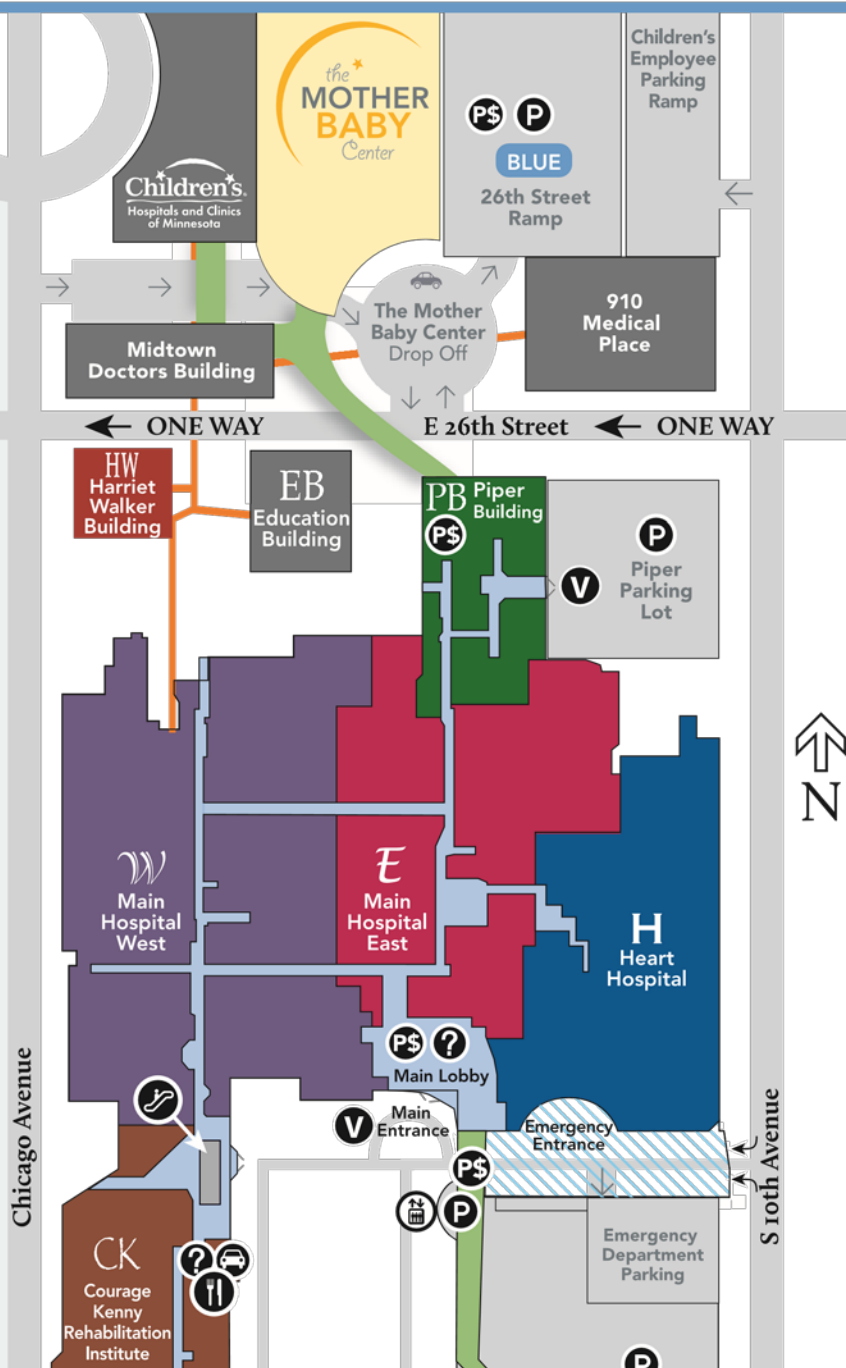 Children's
Employee
Parking
Ramp
the
MOTHER
BABY
Center
P$ P
BLUE
26th Street
Ramp
Children's.
Hospitals and Clinics
of Minnesota
The Mother
Baby Center
Drop Off
910
Medical
Place
Midtown
Doctors Building
ONE WAY
E 26th Street
ONE WAY
HW
Harriet
Walker
Building
EB
Education
Building
PB Piper
Building
P$
P
V
Piper
Parking
Lot
N
W
Main
Hospital
West
E
Main
Hospital
East
H
Heart
Hospital
P$ ?
Main Lobby
V
Main
Entrance
Emergency
Entrance
Chicago Avenue
S 10th Avenue
P$
P
Emergency
Department
Parking
CK
Courage
Kenny
Rehabilitation
Institute
?
P